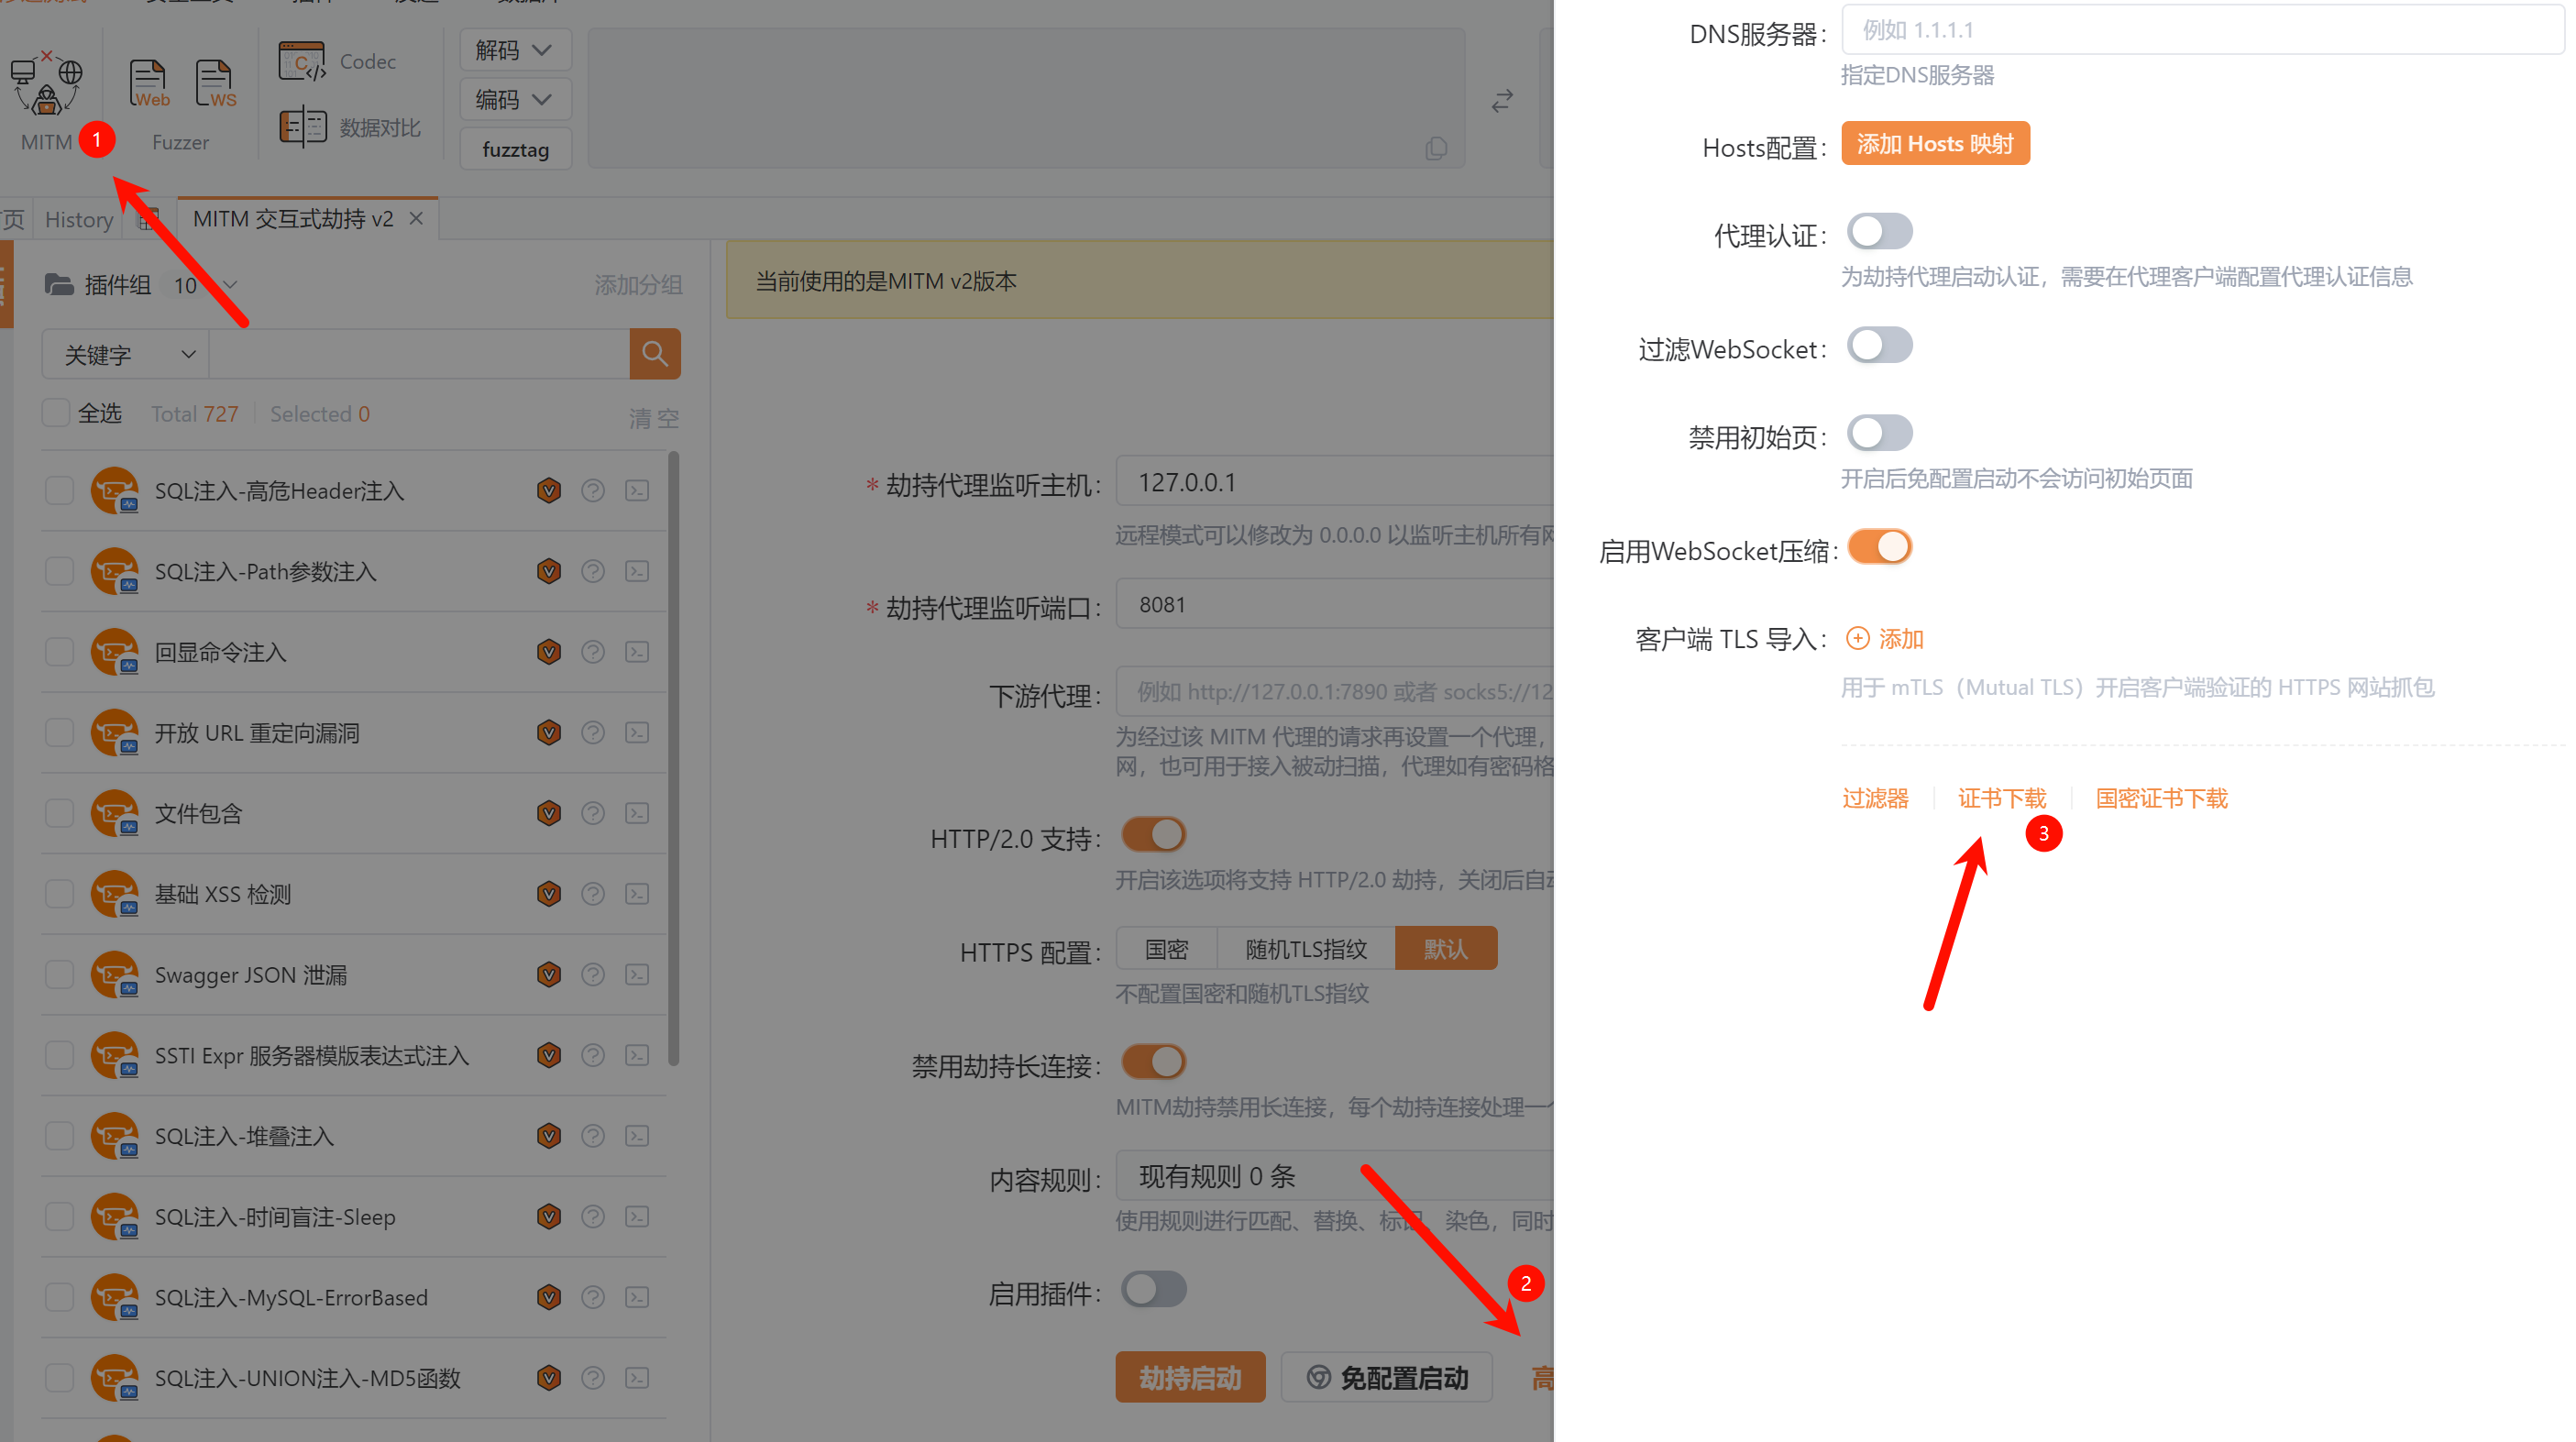 Codec
解码
编码
fuzztag
Web
WS
MITM
1
Fuzzer
数据对比
页
History
MITM 交互式劫持 v2
插件组 10
添加分组
关键字
全选
Total 727
Selected 0
清空
SQL注入-高危Header注入
SQL注入-Path参数注入
回显命令注入
开放 URL 重定向漏洞
文件包含
基础 XSS 检测
Swagger JSON 泄漏
SSTI Expr 服务器模版表达式注入
SQL注入-堆叠注入
SQL注入-时间盲注-Sleep
SQL注入-MySQL-ErrorBased
SQL注入-UNION注入-MD5函数
当前使用的是MITM v2版本
* 劫持代理监听主机:
127.0.0.1
远程模式可以修改为 0.0.0.0 以监听主机所有
* 劫持代理监听端口:
8081
下游代理:
例如 http://127.0.0.1:7890 或者 socks5://12
为经过该 MITM 代理的请求再设置一个代理，
网，也可用于接入被动扫描，代理如有密码格
HTTP/2.0 支持:
开启该选项将支持 HTTP/2.0 劫持，关闭后自
HTTPS 配置:
国密
随机TLS指纹
默认
不配置国密和随机TLS指纹
禁用劫持长连接:
MITM劫持禁用长连接，每个劫持连接处理一
内容规则:
现有规则 0 条
使用规则进行匹配、替换、标记、染色，同时
启用插件:
2
劫持启动
免配置启动
高
DNS服务器:
例如 1.1.1.1
指定DNS服务器
Hosts配置:
添加 Hosts 映射
代理认证:
为劫持代理启动认证，需要在代理客户端配置代理认证信息
过滤WebSocket:
禁用初始页:
开启后免配置启动不会访问初始页面
启用WebSocket压缩:
客户端 TLS 导入:
添加
用于 mTLS（Mutual TLS）开启客户端验证的 HTTPS 网站抓包
过滤器
证书下载
国密证书下载
3